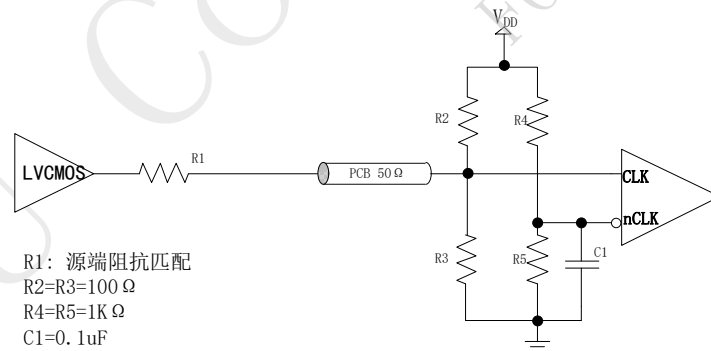 V_DD
R2
R4
R1
LVCMOS
PCB 50Ω
CLK
nCLK
R3
R5
C1
R1: 源端阻抗匹配
R2=R3=100Ω
R4=R5=1KΩ
C1=0.1uF